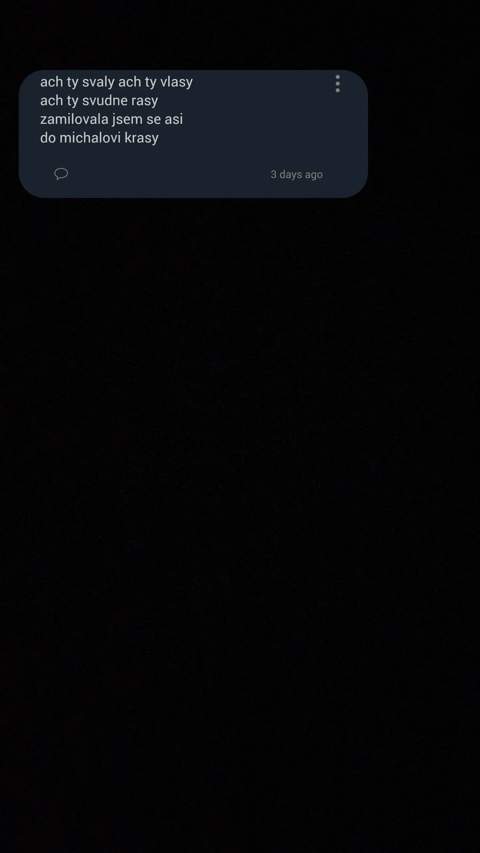 ach ty svaly ach ty vlasy
ach ty svudne rasy
zamilovala jsem se asi
do michalovi krasy
3 days ago